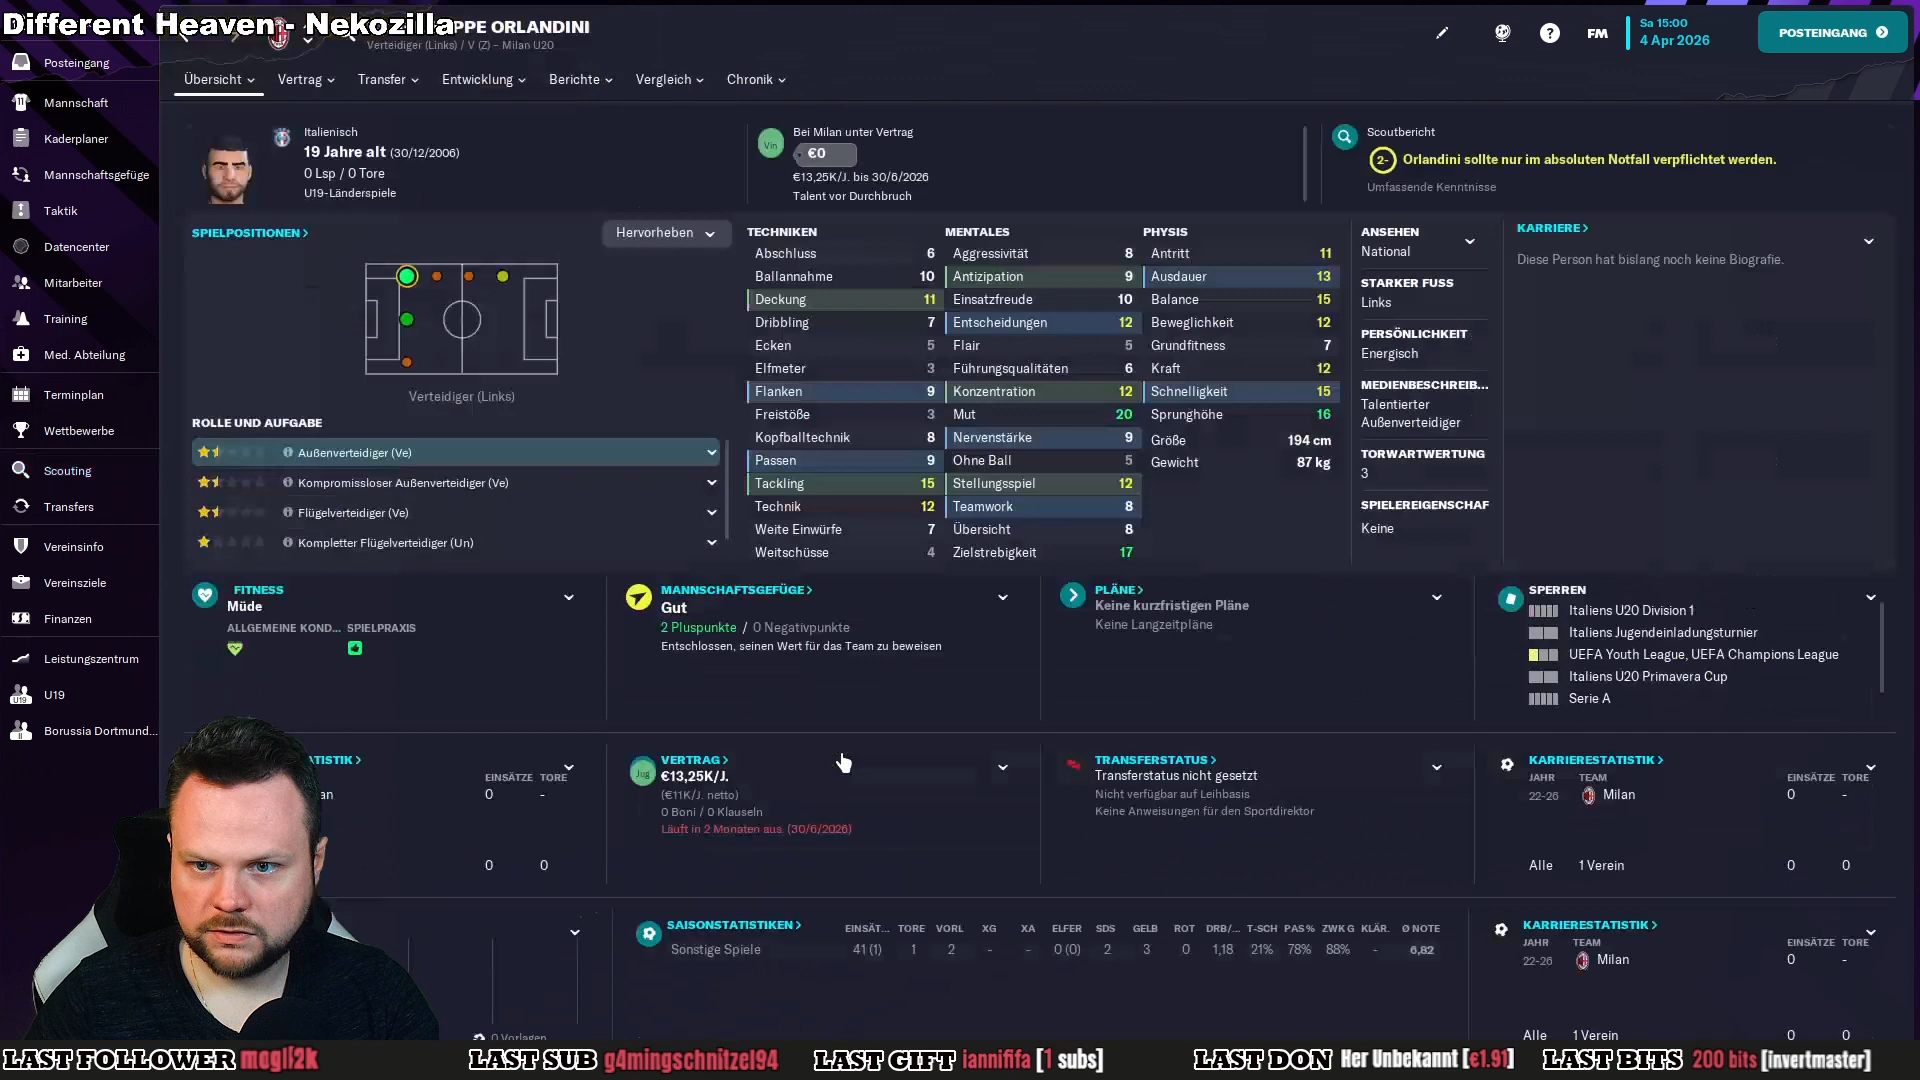 Different Heaven - Nekozilla
PPE ORLANDINI
Verteidiger (Links) / V (Z) – Milan U20
FM
Sa 15:00
4 Apr 2026
POSTEINGANG
Posteingang
Mannschaft
Kaderplaner
Mannschaftsgefüge
Taktik
Datencenter
Mitarbeiter
Training
Med. Abteilung
Terminplan
Wettbewerbe
Scouting
Transfers
Vereinsinfo
Vereinsziele
Finanzen
Leistungszentrum
U19
Borussia Dortmund...
Übersicht
Vertrag
Transfer
Entwicklung
Berichte
Vergleich
Chronik
Italienisch
19 Jahre alt (30/12/2006)
0 Lsp / 0 Tore
U19-Länderspiele
Vin
Bei Milan unter Vertrag
€0
€13,25K/J. bis 30/6/2026
Talent vor Durchbruch
Scoutbericht
2- Orlandini sollte nur im absoluten Notfall verpflichtet werden.
Umfassende Kenntnisse
SPIELPOSITIONEN
Hervorheben
Verteidiger (Links)
ROLLE UND AUFGABE
Außenverteidiger (Ve)
Kompromissloser Außenverteidiger (Ve)
Flügelverteidiger (Ve)
Kompletter Flügelverteidiger (Un)
TECHNIKEN
Abschluss 6
Ballannahme 10
Deckung 11
Dribbling 7
Ecken 5
Elfmeter 3
Flanken 9
Freistöße 3
Kopfballtechnik 8
Passen 9
Tackling 15
Technik 12
Weite Einwürfe 7
Weitschüsse 4
MENTALES
Aggressivität 8
Antizipation 9
Einsatzfreude 10
Entscheidungen 12
Flair 5
Führungsqualitäten 6
Konzentration 12
Mut 20
Nervenstärke 9
Ohne Ball 5
Stellungsspiel 12
Teamwork 8
Übersicht 8
Zielstrebigkeit 17
PHYSIS
Antritt 11
Ausdauer 13
Balance 15
Beweglichkeit 12
Grundfitness 7
Kraft 12
Schnelligkeit 15
Sprunghöhe 16
Größe 194 cm
Gewicht 87 kg
ANSEHEN
National
STARKER FUSS
Links
PERSÖNLICHKEIT
Energisch
MEDIENBESCHREIB...
Talentierter
Außenverteidiger
TORWARTWERTUNG
3
SPIELEREIGENSCHAF
Keine
KARRIERE
Diese Person hat bislang noch keine Biografie.
FITNESS
Müde
ALLGEMEINE KOND... SPIELPRAXIS
MANNSCHAFTSGEFÜGE
Gut
2 Pluspunkte / 0 Negativpunkte
Entschlossen, seinen Wert für das Team zu beweisen
PLÄNE
Keine kurzfristigen Pläne
Keine Langzeitpläne
SPERREN
Italiens U20 Division 1
Italiens Jugendeinladungsturnier
UEFA Youth League, UEFA Champions League
Italiens U20 Primavera Cup
Serie A
TISTIK
EINSÄTZE TORE
an 0 -
0 0
Jug
VERTRAG
€13,25K/J.
(€11K/J. netto)
0 Boni / 0 Klauseln
Läuft in 2 Monaten aus. (30/6/2026)
TRANSFERSTATUS
Transferstatus nicht gesetzt
Nicht verfügbar auf Leihbasis
Keine Anweisungen für den Sportdirektor
KARRIERESTATISTIK
JAHR TEAM EINSÄTZE TORE
22-26 Milan 0 -
Alle 1 Verein 0 0
0 Vorlagen
SAISONSTATISTIKEN
EINSÄT... TORE VORL XG XA ELFER SDS GELB ROT DRB/... T-SCH PAS % ZWK G KLÄR. Ø NOTE
Sonstige Spiele 41 (1) 1 2 - - 0 (0) 2 3 0 1,18 21% 78% 88% - 6,82
KARRIERESTATISTIK
JAHR TEAM EINSÄTZE TORE
22-26 Milan 0 -
Alle 1 Verein 0 0
LAST FOLLOWER mogli2k
LAST SUB g4mingschnitzel94
LAST GIFT iannififa [1 subs]
LAST DON Her Unbekannt [€1.91]
LAST BITS 200 bits [invertmaster]